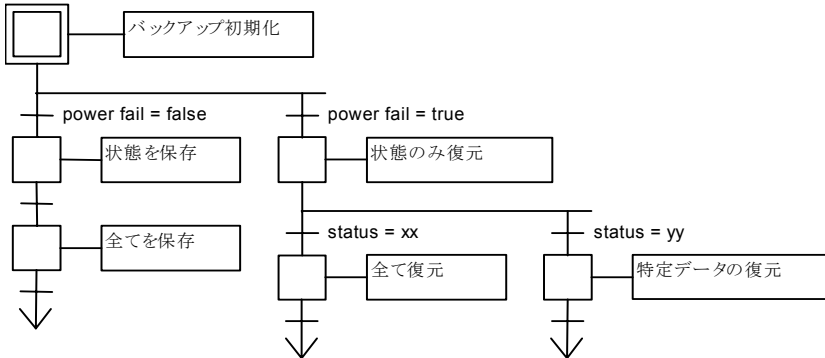 バックアップ初期化
power fail = false
power fail = true
状態を保存
状態のみ復元
status = xx
status = yy
全てを保存
全て復元
特定データの復元